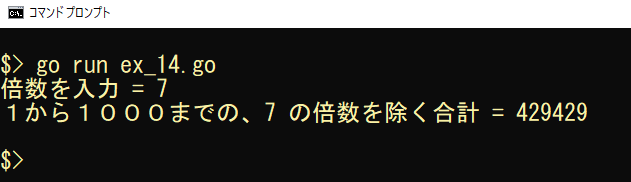 コマンドプロンプト
$> go run ex_14.go
倍数を入力 = 7
１から１０００までの、7 の倍数を除く合計 = 429429
$>